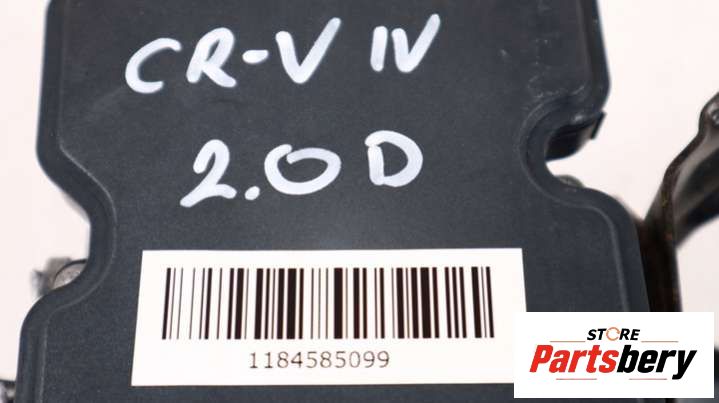 CR-V IV
2.0D
1184585099
STORE
Partsbery